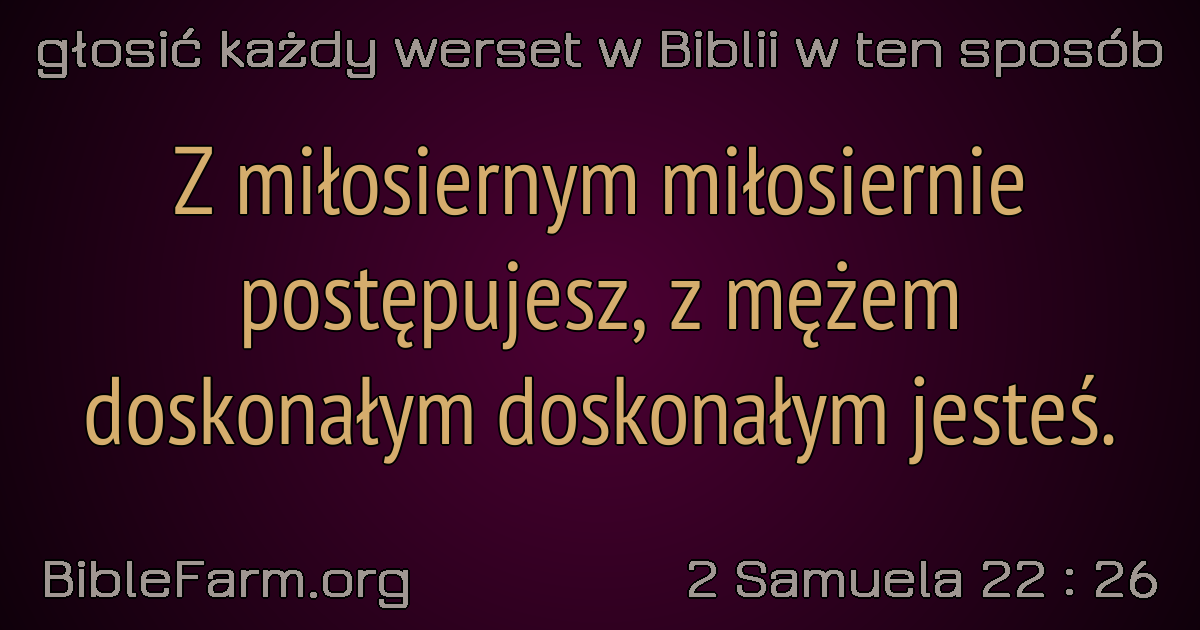 głosić każdy werset w Biblii w ten sposób
Z miłosiernym miłosiernie
postępujesz, z mężem
doskonałym doskonałym jesteś.
BibleFarm.org
2 Samuela 22 : 26